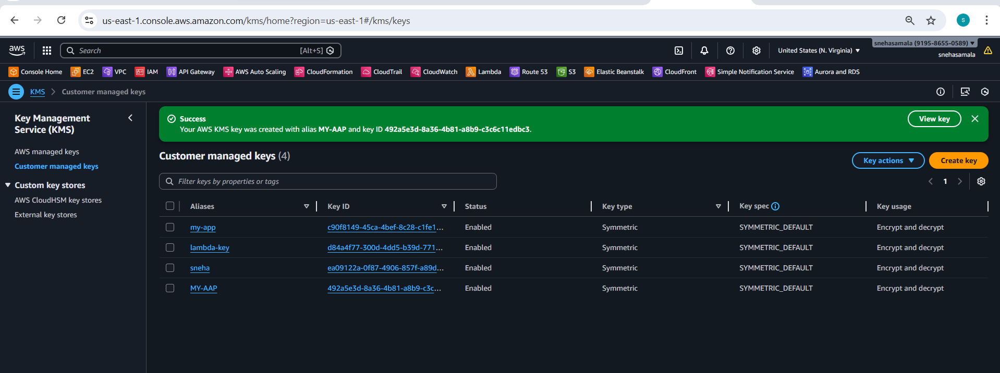 us-east-1.console.aws.amazon.com/kms/home?region=us-east-1#/kms/keys
S
aws
Search
[Alt+S]
United States (N. Virginia)
snehasamala (9195-8655-0589)
snehasamala
Console Home
EC2
VPC
IAM
API Gateway
AWS Auto Scaling
CloudFormation
CloudTrail
CloudWatch
Lambda
Route 53
S3
Elastic Beanstalk
CloudFront
Simple Notification Service
Aurora and RDS
KMS
Customer managed keys
Key Management
Service (KMS)
AWS managed keys
Customer managed keys
Custom key stores
AWS CloudHSM key stores
External key stores
Success
Your AWS KMS key was created with alias MY-AAP and key ID 492a5e3d-8a36-4b81-a8b9-c3c6c11edbc3.
View key
Customer managed keys (4)
Key actions
Create key
Filter keys by properties or tags
1
Aliases Key ID Status Key type Key spec Key usage
my-app c90f8149-45ca-4bef-8c28-c1fe1... Enabled Symmetric SYMMETRIC_DEFAULT Encrypt and decrypt
lambda-key d84a4f77-300d-4dd5-b39d-771... Enabled Symmetric SYMMETRIC_DEFAULT Encrypt and decrypt
sneha ea09122a-0f87-4906-857f-a89d... Enabled Symmetric SYMMETRIC_DEFAULT Encrypt and decrypt
MY-AAP 492a5e3d-8a36-4b81-a8b9-c3c... Enabled Symmetric SYMMETRIC_DEFAULT Encrypt and decrypt